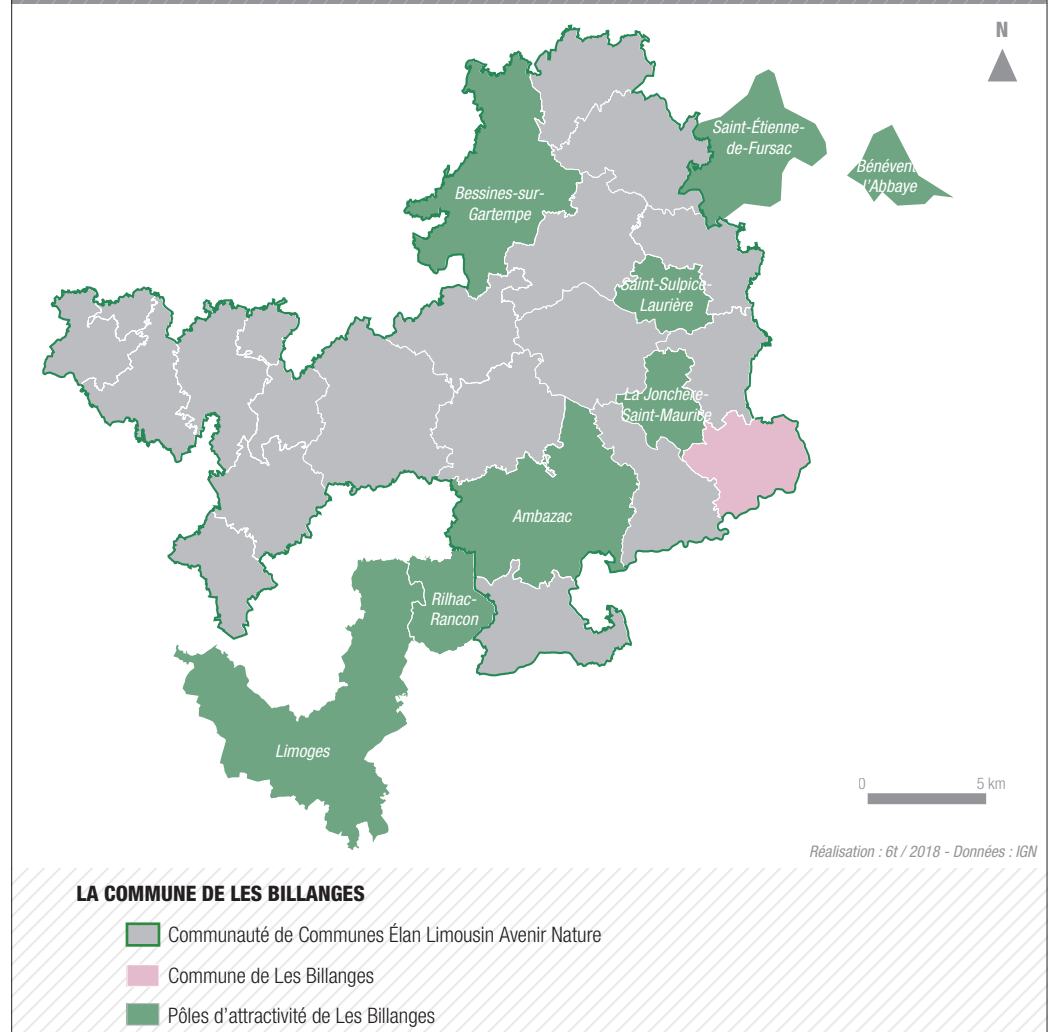 N
Saint-Étienne-
de-Fursac
Bénévent
l'Abbaye
Bessines-sur-
Gartempe
Saint-Sulpice-
Laurière
La Jonchère-
Saint-Maurice
Ambazac
Rilhac-
Rancon
Limoges
0 5 km
Réalisation : 6t / 2018 - Données : IGN
LA COMMUNE DE LES BILLANGES
Communauté de Communes Élan Limousin Avenir Nature
Commune de Les Billanges
Pôles d'attractivité de Les Billanges